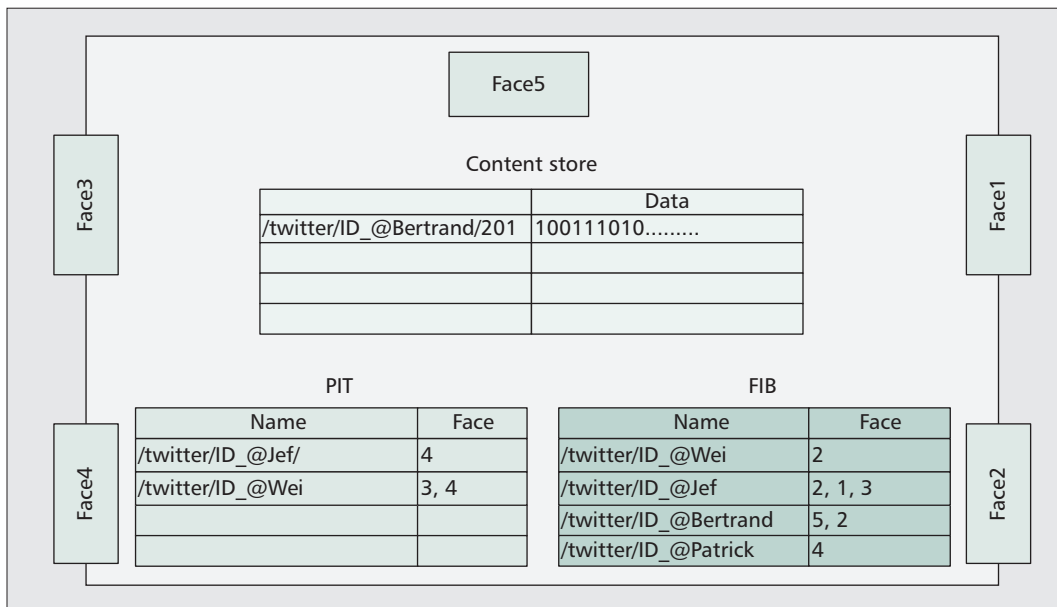 Face5
Face3
Face1
Content store
Data
/twitter/ID_@Bertrand/201 100111010.........
PIT
FIB
Name Face
/twitter/ID_@Jef/ 4
/twitter/ID_@Wei 3, 4
Name Face
/twitter/ID_@Wei 2
/twitter/ID_@Jef 2, 1, 3
/twitter/ID_@Bertrand 5, 2
/twitter/ID_@Patrick 4
Face4
Face2